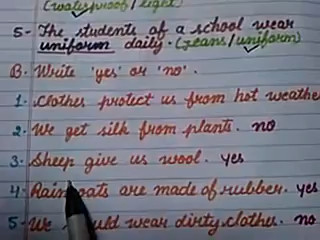 (waterproof/light)
5- The students of a school wear
uniform daily. (jeans/uniform)
B. Write 'yes' or 'no'.
1. Clothes protect us from hot weathe
2. We get silk from plants. no
3. Sheep give us wool. yes
4. Raincoats are made of rubber. yes
5- We should wear dirty clothes. no